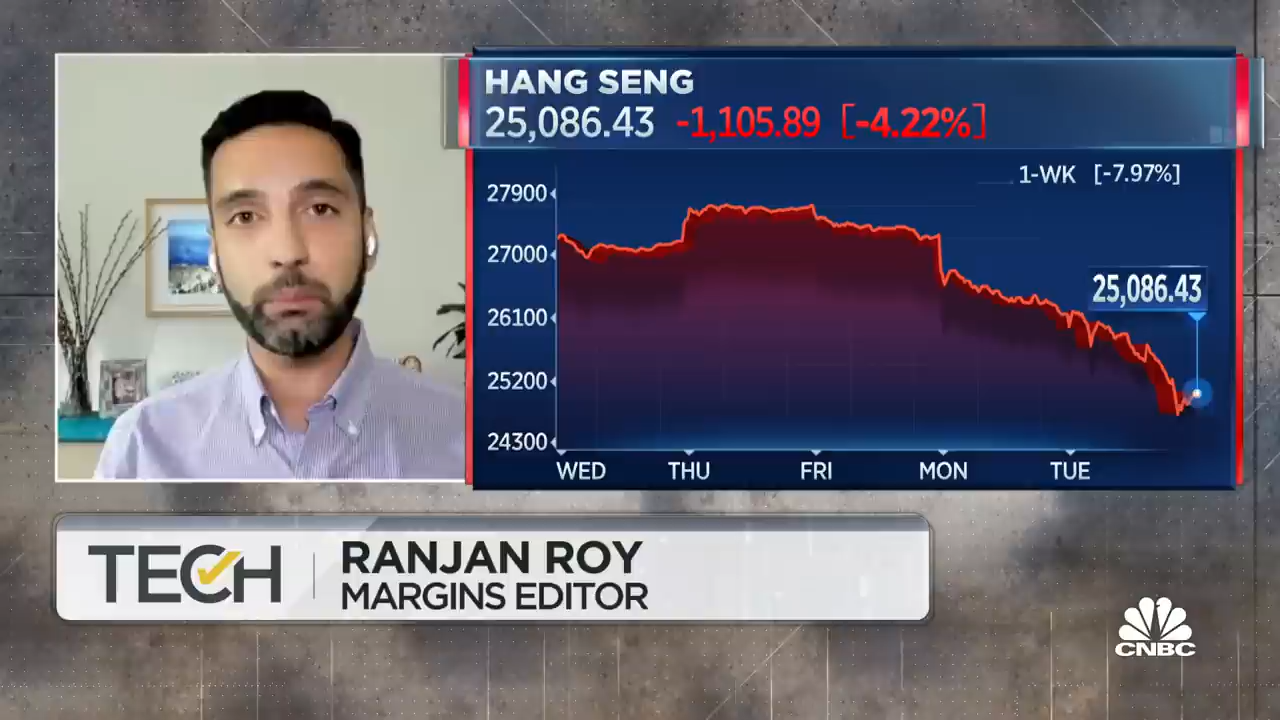 HANG SENG
25,086.43 -1,105.89 [-4.22%]
1-WK [-7.97%]
27900
27000
26100
25200
24300
25,086.43
WED THU FRI MON TUE
TECH
RANJAN ROY
MARGINS EDITOR
CNBC